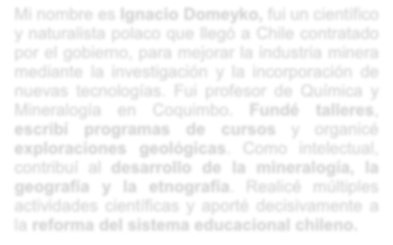 Mi nombre es Ignacio Domeyko, fui un científico
y naturalista polaco que llegó a Chile contratado
por el gobierno, para mejorar la industria minera
mediante la investigación y la incorporación de
nuevas tecnologías. Fui profesor de Química y
Mineralogía en Coquimbo. Fundé talleres,
escribí programas de cursos y organicé
exploraciones geológicas. Como intelectual,
contribuí al desarrollo de la mineralogía, la
geografía y la etnografía. Realicé múltiples
actividades científicas y aporté decisivamente a
la reforma del sistema educacional chileno.